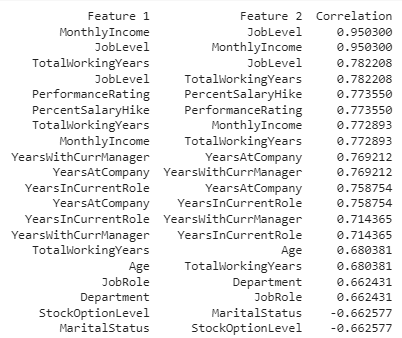 Feature 1 Feature 2 Correlation
MonthlyIncome JobLevel 0.950300
JobLevel MonthlyIncome 0.950300
TotalWorkingYears JobLevel 0.782208
JobLevel TotalWorkingYears 0.782208
PerformanceRating PercentSalaryHike 0.773550
PercentSalaryHike PerformanceRating 0.773550
TotalWorkingYears MonthlyIncome 0.772893
MonthlyIncome TotalWorkingYears 0.772893
YearsWithCurrManager YearsAtCompany 0.769212
YearsAtCompany YearsWithCurrManager 0.769212
YearsInCurrentRole YearsAtCompany 0.758754
YearsAtCompany YearsInCurrentRole 0.758754
YearsInCurrentRole YearsWithCurrManager 0.714365
YearsWithCurrManager YearsInCurrentRole 0.714365
TotalWorkingYears Age 0.680381
Age TotalWorkingYears 0.680381
JobRole Department 0.662431
Department JobRole 0.662431
StockOptionLevel MaritalStatus -0.662577
MaritalStatus StockOptionLevel -0.662577